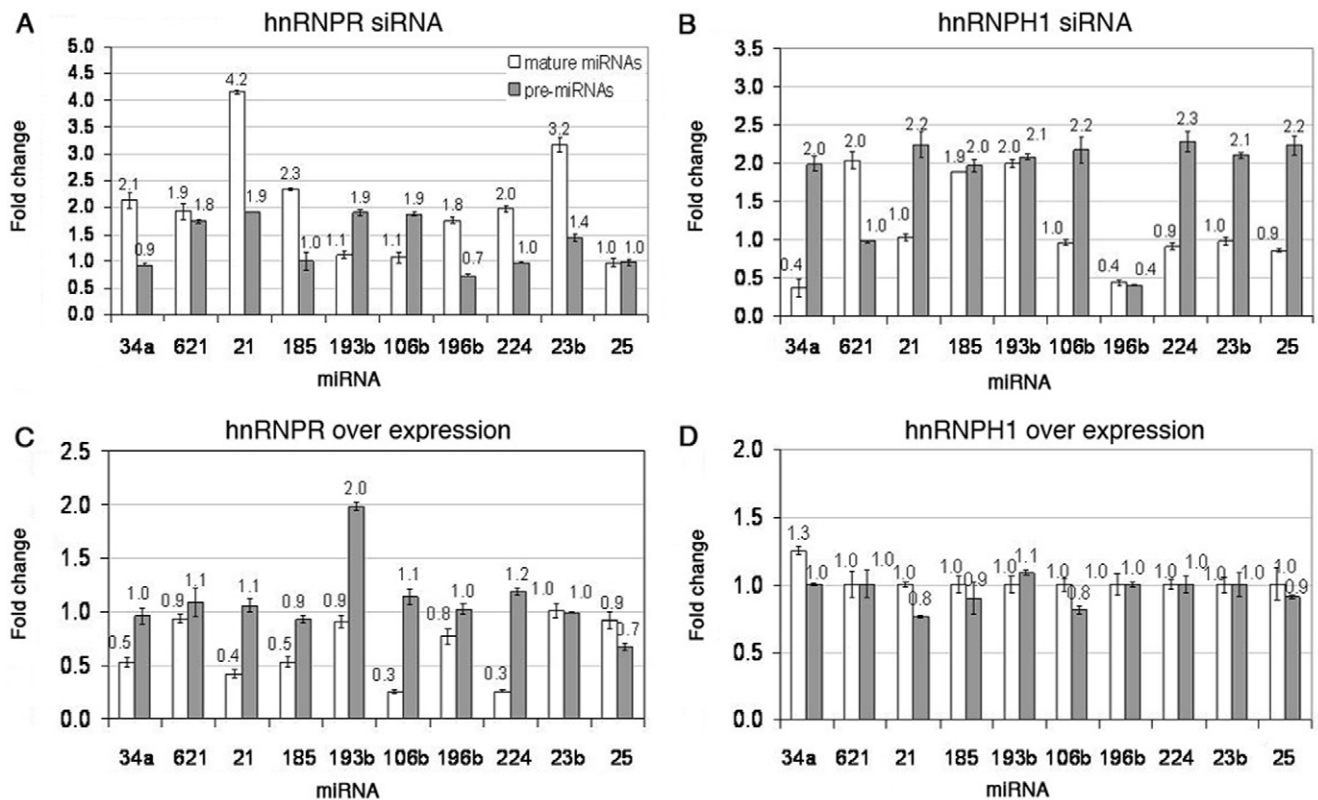 A
hnRNPR siRNA
5.0
4.5
4.0
3.5
3.0
2.5
2.0
1.5
1.0
0.5
0.0
Fold change
mature miRNAs
pre-miRNAs
2.1 0.9 1.9 1.8 4.2 1.9 2.3 1.0 1.1 1.9 1.1 1.9 1.8 0.7 2.0 1.0 3.2 1.4 1.0 1.0
34a 621 21 185 193b 106b 196b 224 23b 25
miRNA
B
hnRNPH1 siRNA
3.5
3.0
2.5
2.0
1.5
1.0
0.5
0.0
Fold change
0.4 2.0 2.0 1.0 1.0 2.2 1.9 2.0 2.0 2.1 1.0 2.2 0.4 0.4 0.9 2.3 1.0 2.1 0.9 2.2
34a 621 21 185 193b 106b 196b 224 23b 25
miRNA
C
hnRNPR over expression
2.5
2.0
1.5
1.0
0.5
0.0
Fold change
0.5 1.0 0.9 1.1 0.4 1.1 0.5 0.9 0.9 2.0 0.3 1.1 0.8 1.0 0.3 1.2 1.0 1.0 0.9 0.7
34a 621 21 185 193b 106b 196b 224 23b 25
miRNA
D
hnRNPH1 over expression
2.0
1.5
1.0
0.5
0.0
Fold change
1.3 1.0 1.0 1.0 1.0 0.8 1.0 0.9 1.0 1.1 1.0 0.8 1.0 1.0 1.0 1.0 1.0 1.0 1.0 0.9
34a 621 21 185 193b 106b 196b 224 23b 25
miRNA